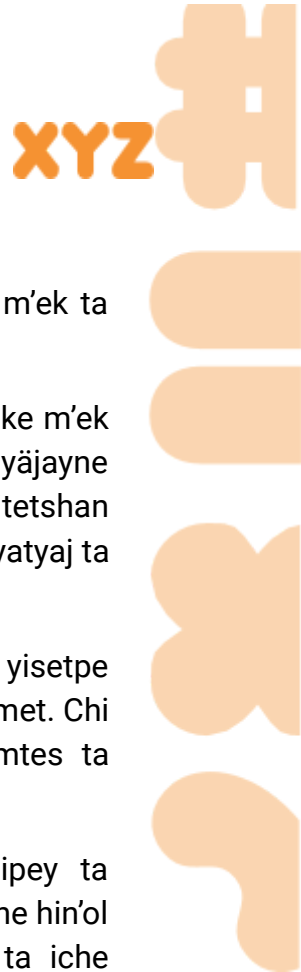 XYZ
m’ek ta
ke m’ek
yäjayne
tetshan
vatyaj ta
yisetpe
met. Chi
mtes ta
ipey ta
ne hin’ol
ta iche